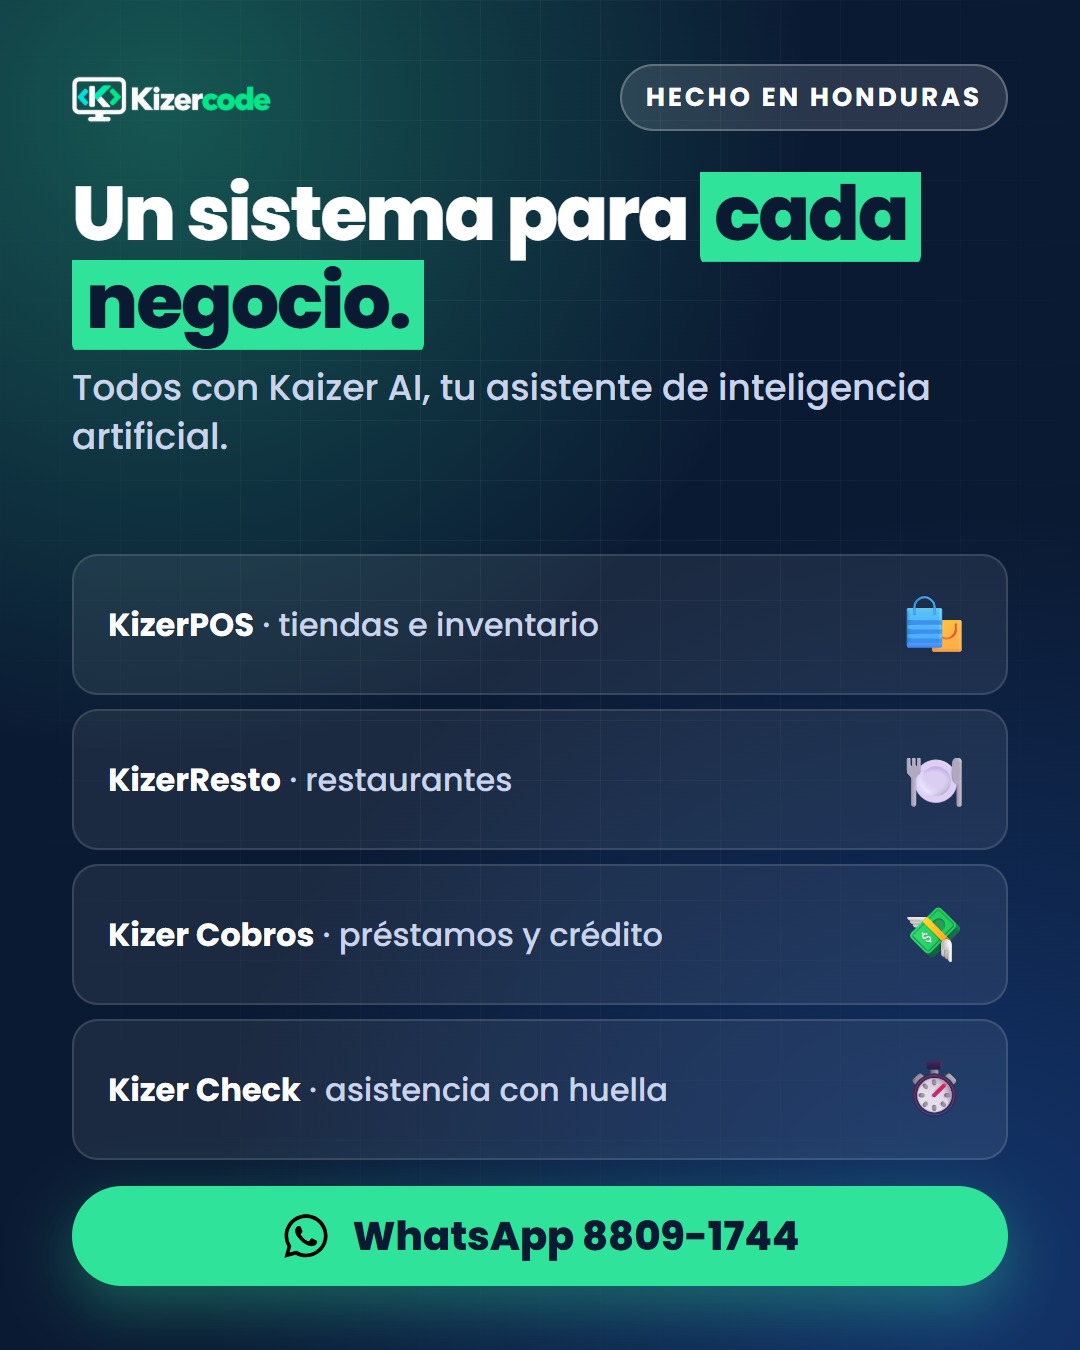 Kizercode
HECHO EN HONDURAS
Un sistema para cada
negocio.
Todos con Kaizer AI, tu asistente de inteligencia
artificial.
KizerPOS · tiendas e inventario
KizerResto · restaurantes
Kizer Cobros · préstamos y crédito
Kizer Check · asistencia con huella
WhatsApp 8809-1744